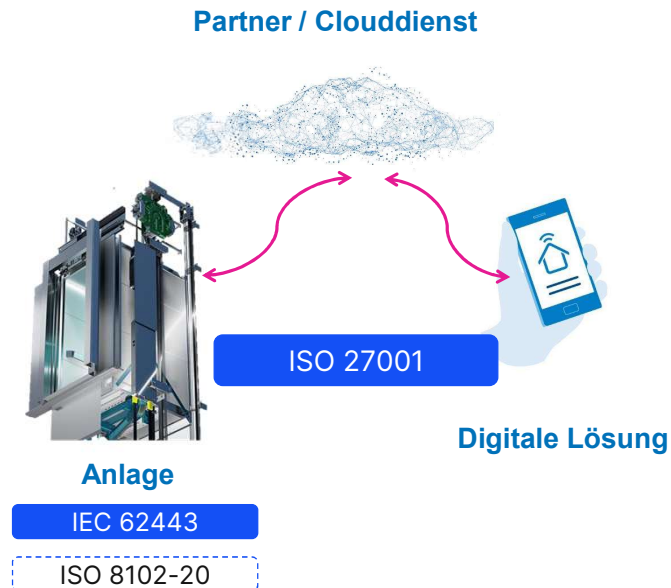 Partner / Clouddienst
ISO 27001
Digitale Lösung
Anlage
IEC 62443
ISO 8102-20